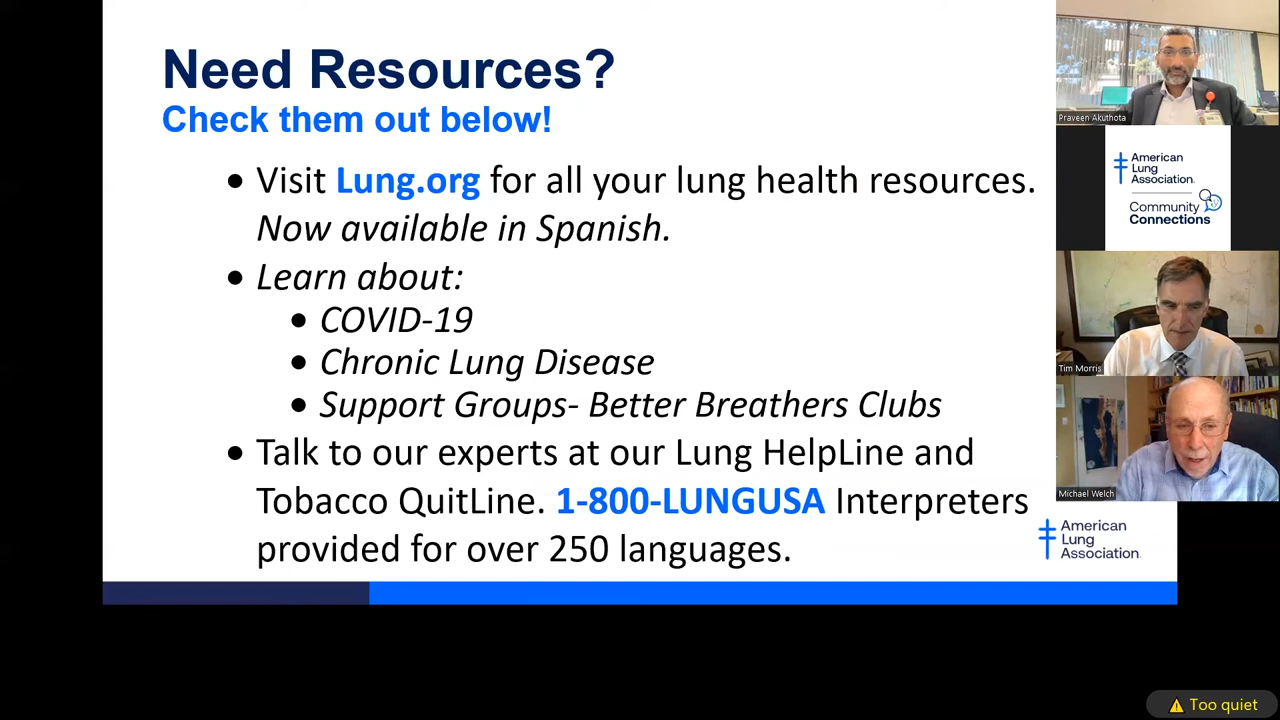 Need Resources?
Check them out below!
• Visit Lung.org for all your lung health resources.
Now available in Spanish.
• Learn about:
• COVID-19
• Chronic Lung Disease
• Support Groups- Better Breathers Clubs
• Talk to our experts at our Lung HelpLine and
Tobacco QuitLine. 1-800-LUNGUSA Interpreters
provided for over 250 languages.
American
Lung
Association.
Praveen Akuthota
American
Lung
Association.
Community
Connections
Tim Morris
Michael Welch
Too quiet